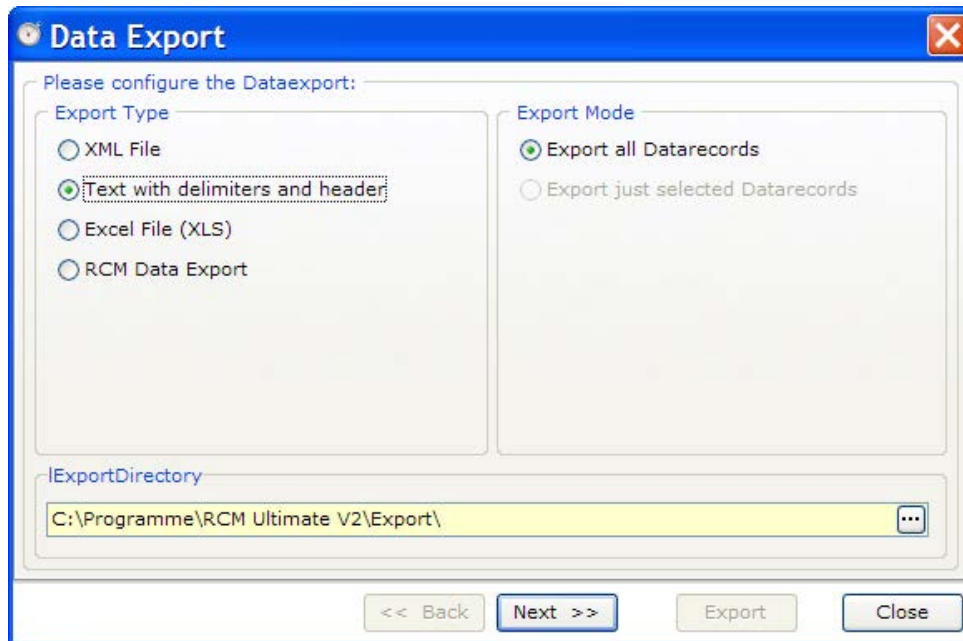 Data Export
Please configure the Dataexport:
Export Type
XML File
Text with delimiters and header
Excel File (XLS)
RCM Data Export
Export Mode
Export all Datarecords
Export just selected Datarecords
lExportDirectory
C:\Programme\RCM Ultimate V2\Export\
...
<< Back
Next >>
Export
Close